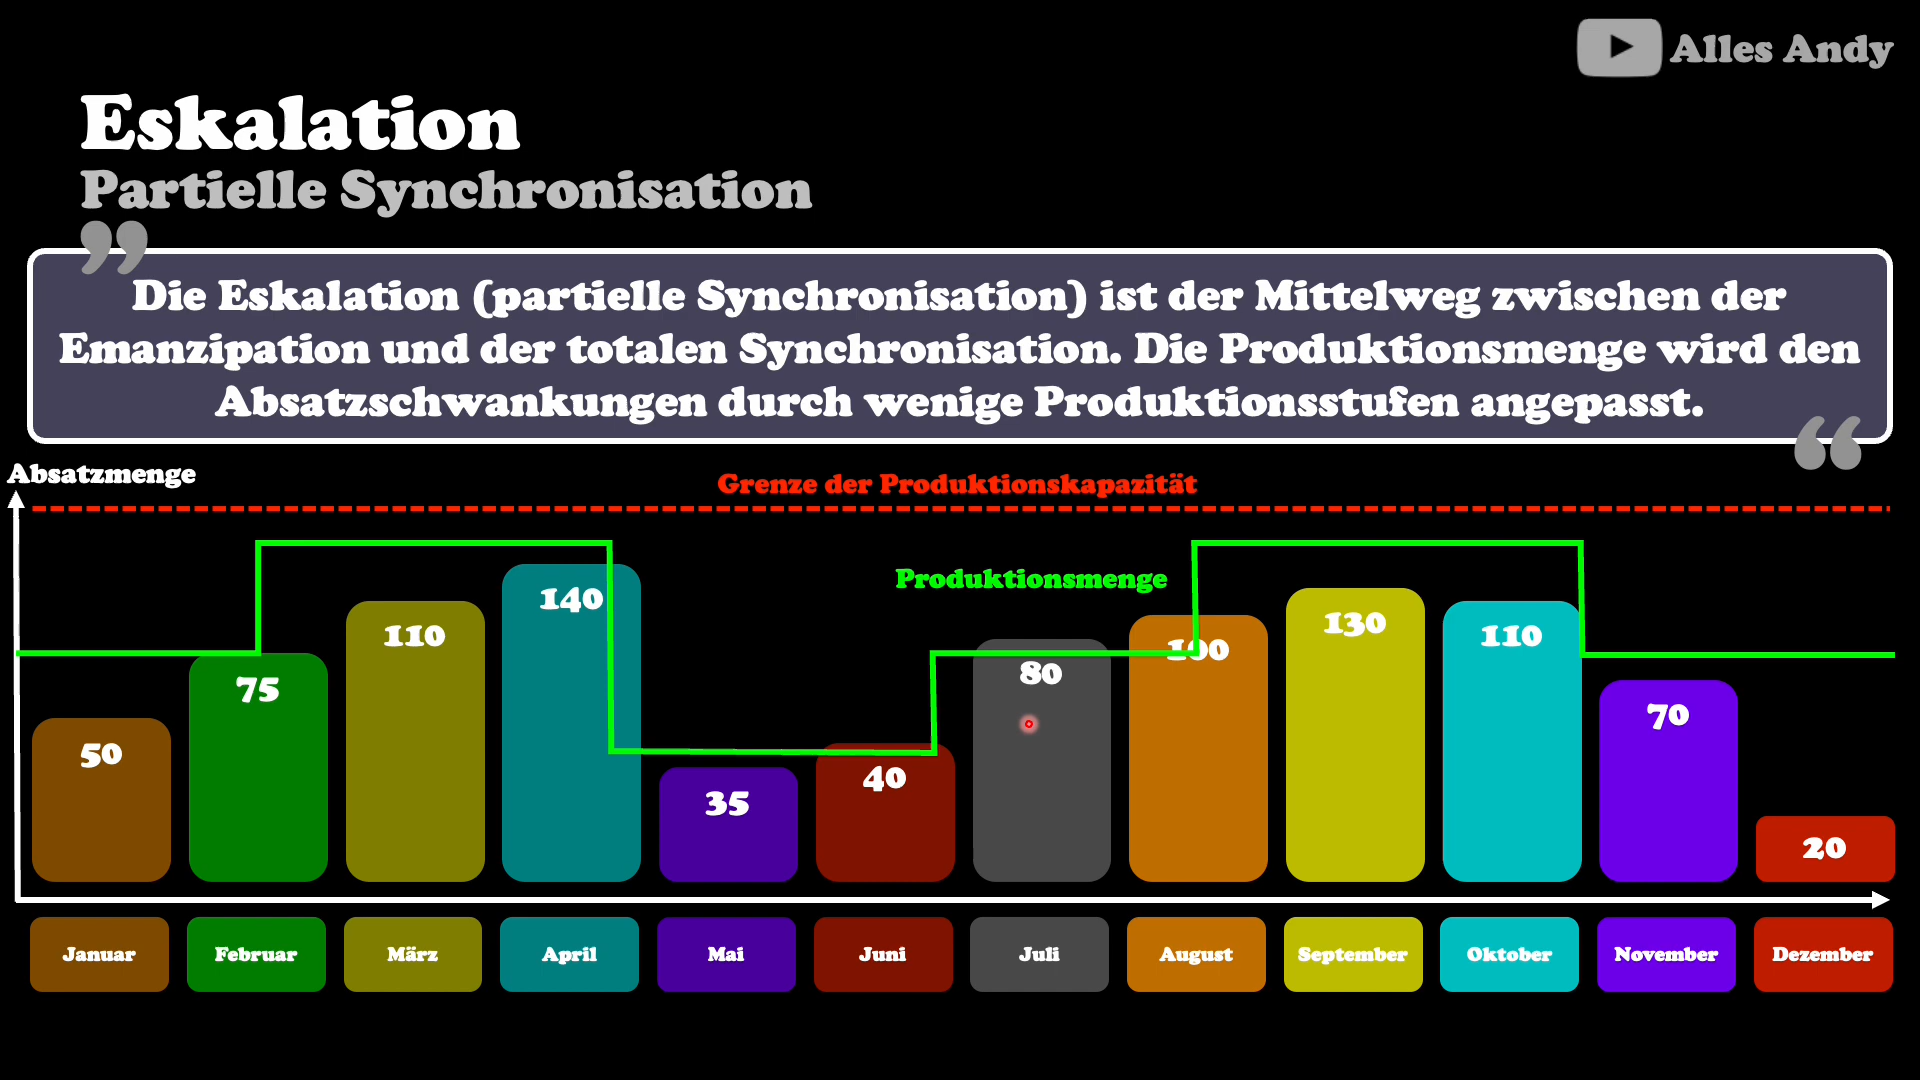 Alles Andy
Eskalation
Partielle Synchronisation
”
Die Eskalation (partielle Synchronisation) ist der Mittelweg zwischen der
Emanzipation und der totalen Synchronisation. Die Produktionsmenge wird den
Absatzschwankungen durch wenige Produktionsstufen angepasst.
“
Absatzmenge
Grenze der Produktionskapazität
Produktionsmenge
50 75 110 140 35 40 80 100 130 110 70 20
Januar Februar März April Mai Juni Juli August September Oktober November Dezember